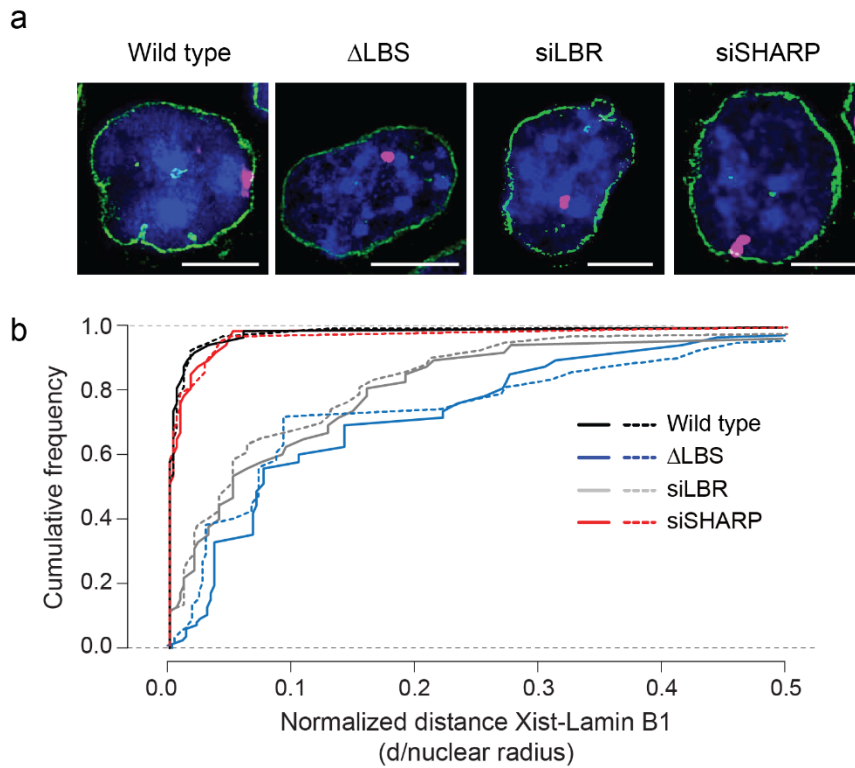 a
Wild type
ΔLBS
siLBR
siSHARP
b
1.0
0.8
0.6
0.4
0.2
0.0
Cumulative frequency
Wild type
ΔLBS
siLBR
siSHARP
0.0 0.1 0.2 0.3 0.4 0.5
Normalized distance Xist-Lamin B1
(d/nuclear radius)